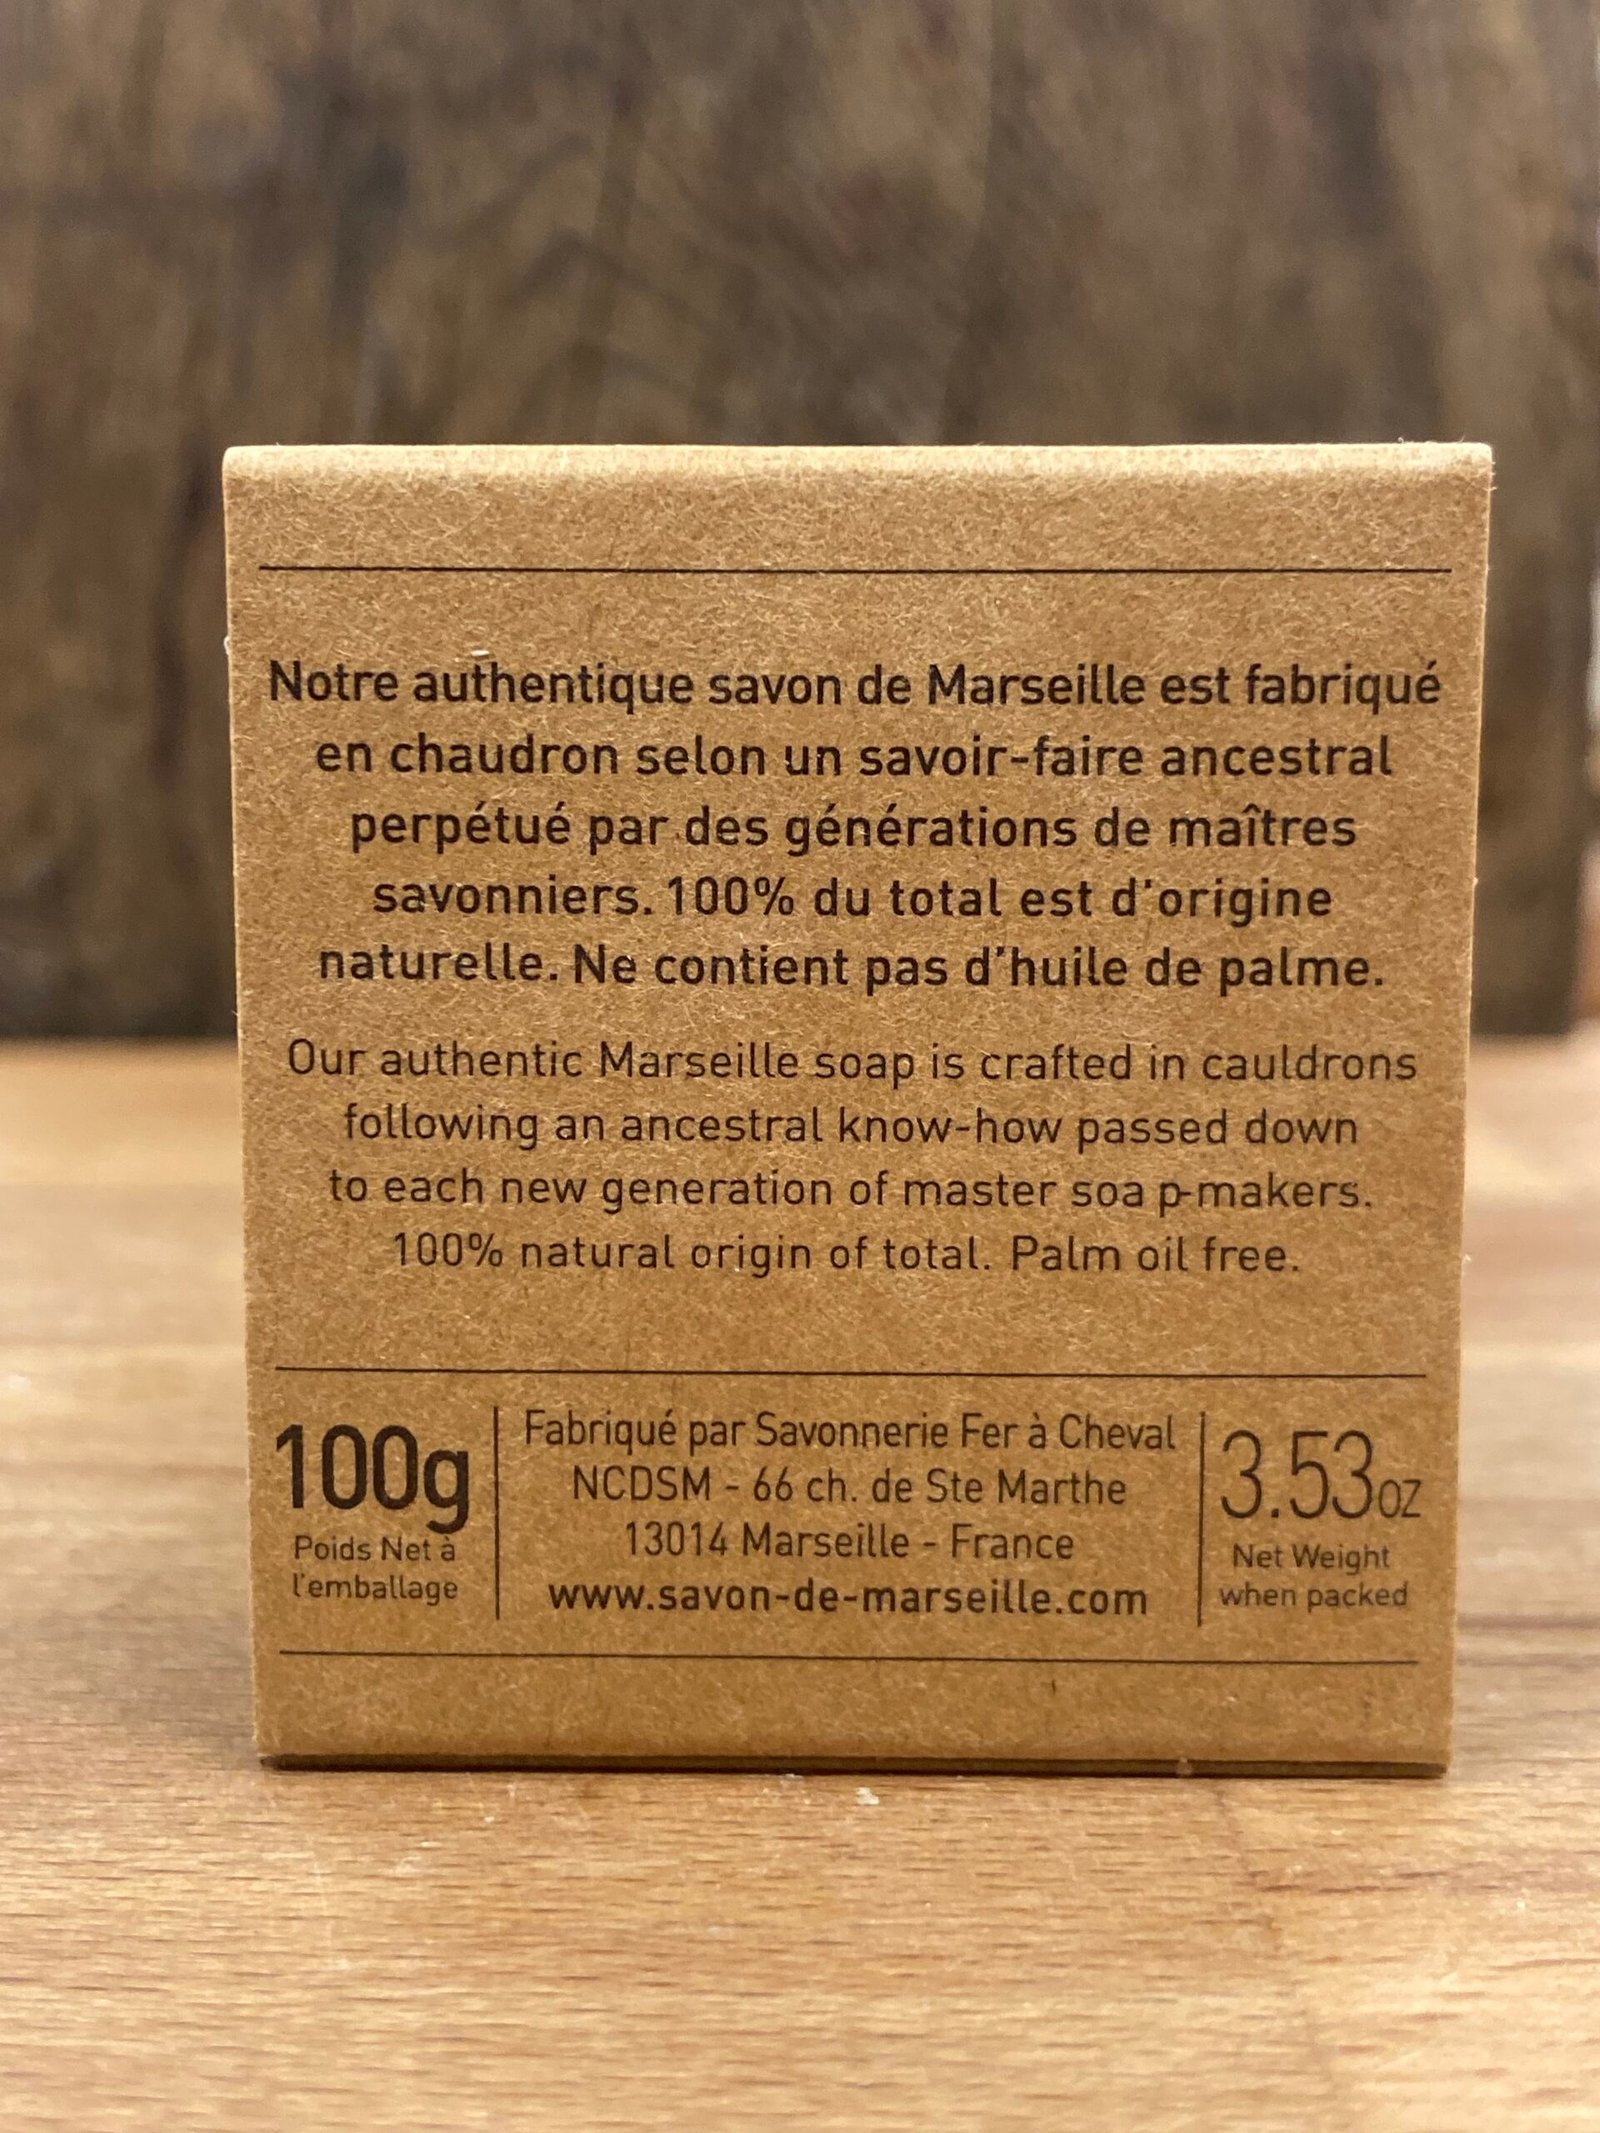 Notre authentique savon de Marseille est fabriqué
en chaudron selon un savoir-faire ancestral
perpétué par des générations de maîtres
savonniers. 100% du total est d'origine
naturelle. Ne contient pas d'huile de palme.
Our authentic Marseille soap is crafted in cauldrons
following an ancestral know-how passed down
to each new generation of master soa p-makers.
100% natural origin of total. Palm oil free.
100g
Poids Net à
l'emballage
Fabriqué par Savonnerie Fer à Cheval
NCDSM - 66 ch. de Ste Marthe
13014 Marseille - France
www.savon-de-marseille.com
3.53oz
Net Weight
when packed